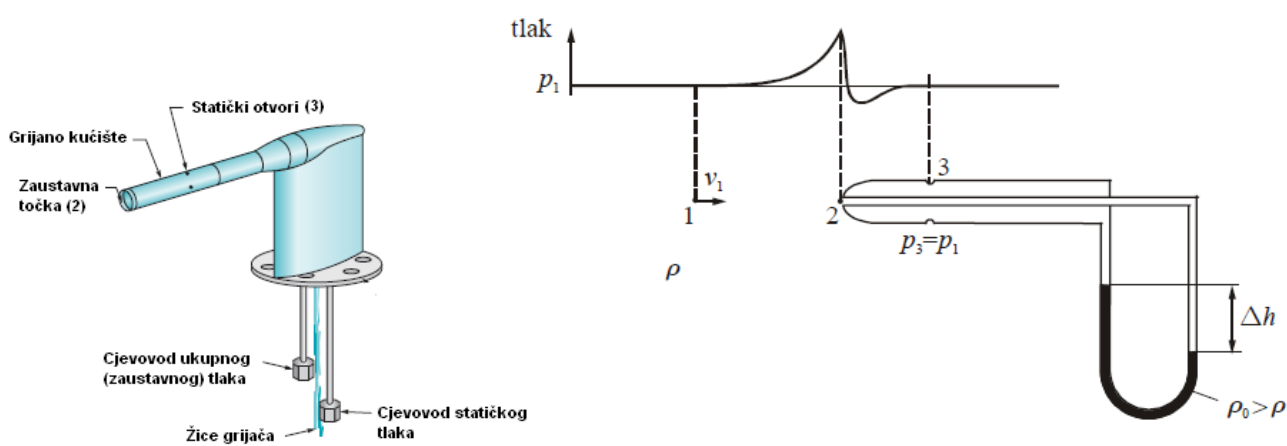 Statički otvori (3)
Grijano kućište
Zaustavna
točka (2)
Cjevovod ukupnog
(zaustavnog) tlaka
Cjevovod statičkog
tlaka
Žice grijača
tlak
p₁
v₁
1
2
3
p₃=p₁
ρ
Δh
ρ₀>ρ